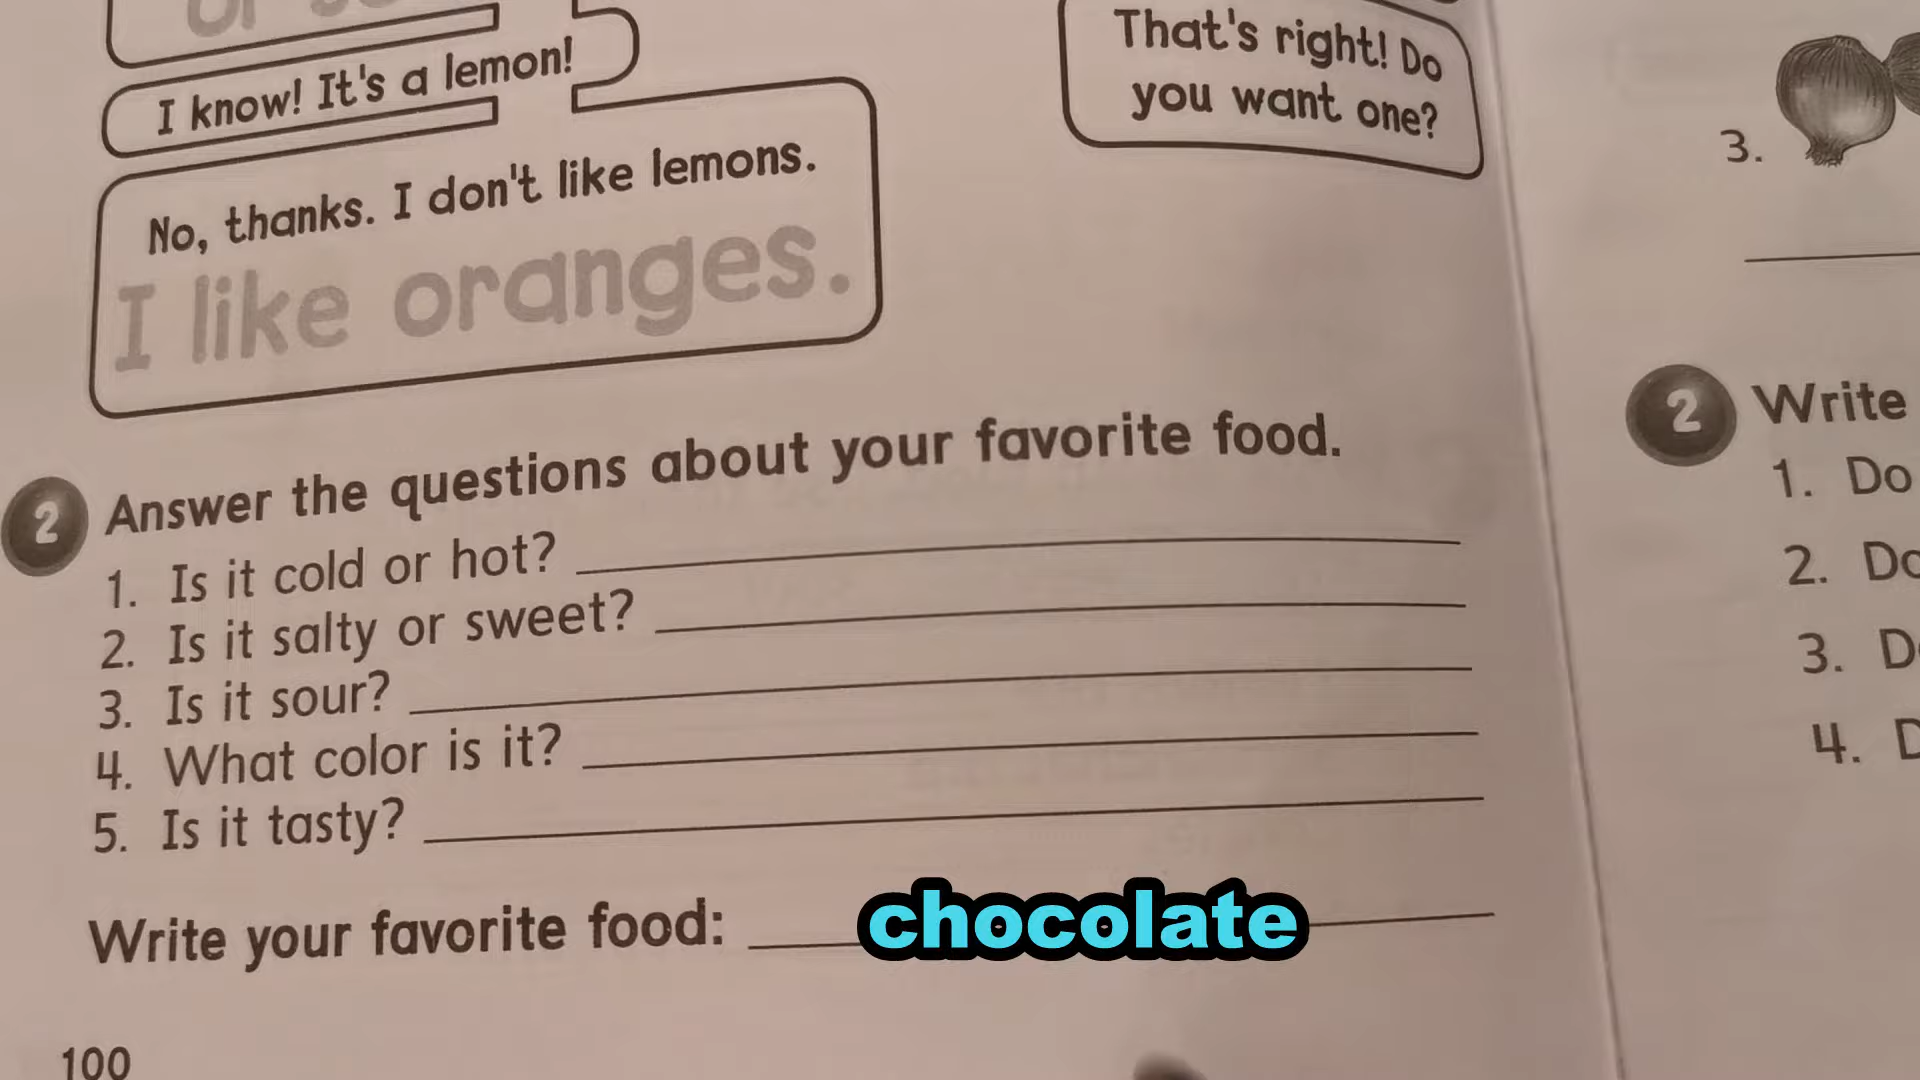 I know! It's a lemon!
No, thanks. I don't like lemons.
I like oranges.
That's right! Do
you want one?
2 Answer the questions about your favorite food.
1. Is it cold or hot?
2. Is it salty or sweet?
3. Is it sour?
4. What color is it?
5. Is it tasty?
Write your favorite food: chocolate
100
3.
2 Write
1. Do
2. Do
3. D
4. D